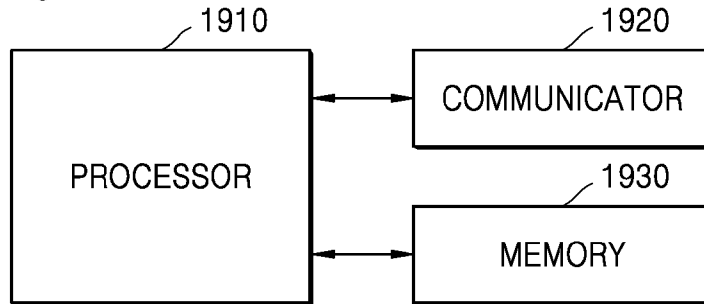 1910
PROCESSOR
1920
COMMUNICATOR
1930
MEMORY